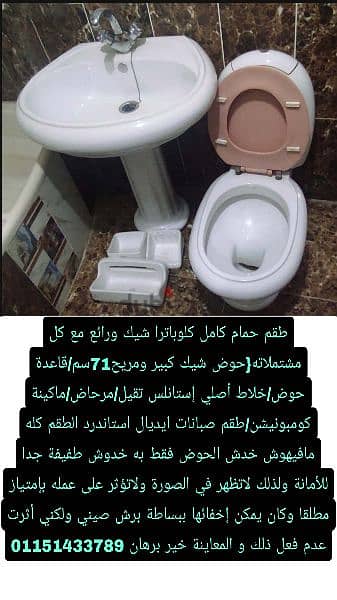 dubizzle
طقم حمام كامل كلوباترا شيك ورائع مع كل
مشتملاته{حوض شيك كبير ومريح71سم/قاعدة
حوض/خلاط أصلي إستانلس تقيل/مرحاض/ماكينة
كومبونيشن/طقم صبانات ايديال استاندرد الطقم كله
مافيهوش خدش الحوض فقط به خدوش طفيفة جدا
للأمانة ولذلك لاتظهر في الصورة ولاتؤثر على عمله بإمتياز
مطلقا وكان يمكن إخفائها ببساطة برش صيني ولكني أثرت
عدم فعل ذلك و المعاينة خير برهان 01151433789